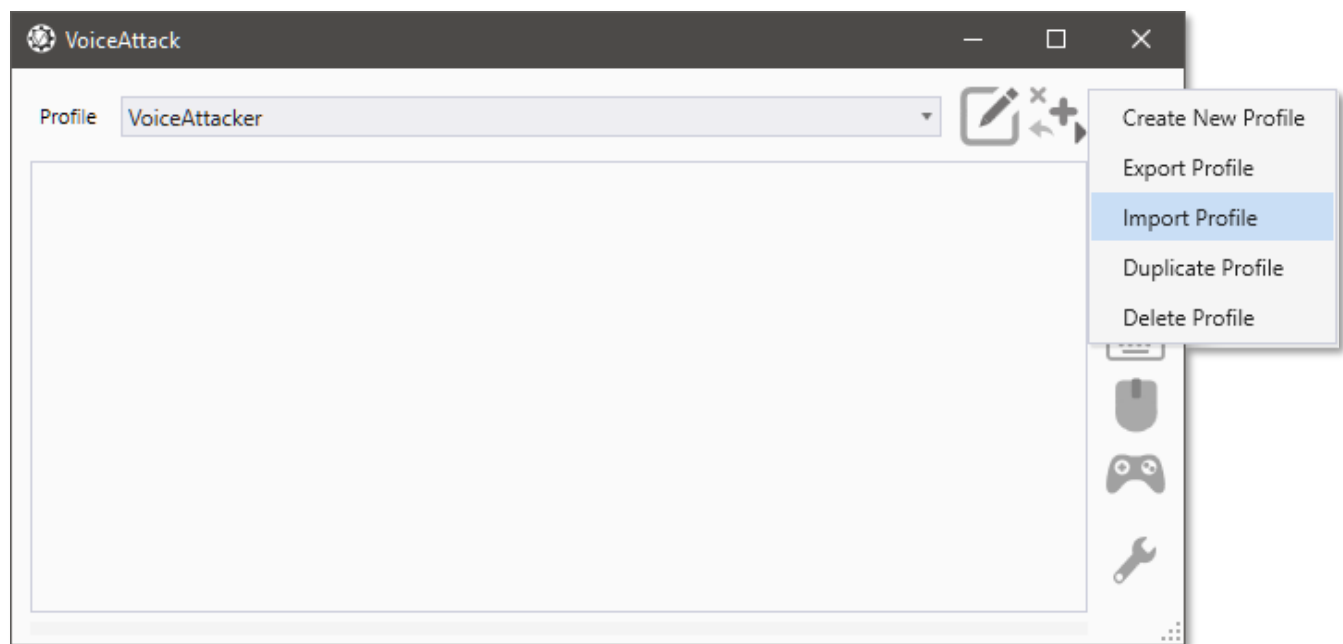 VoiceAttack
Profile VoiceAttacker
Create New Profile
Export Profile
Import Profile
Duplicate Profile
Delete Profile